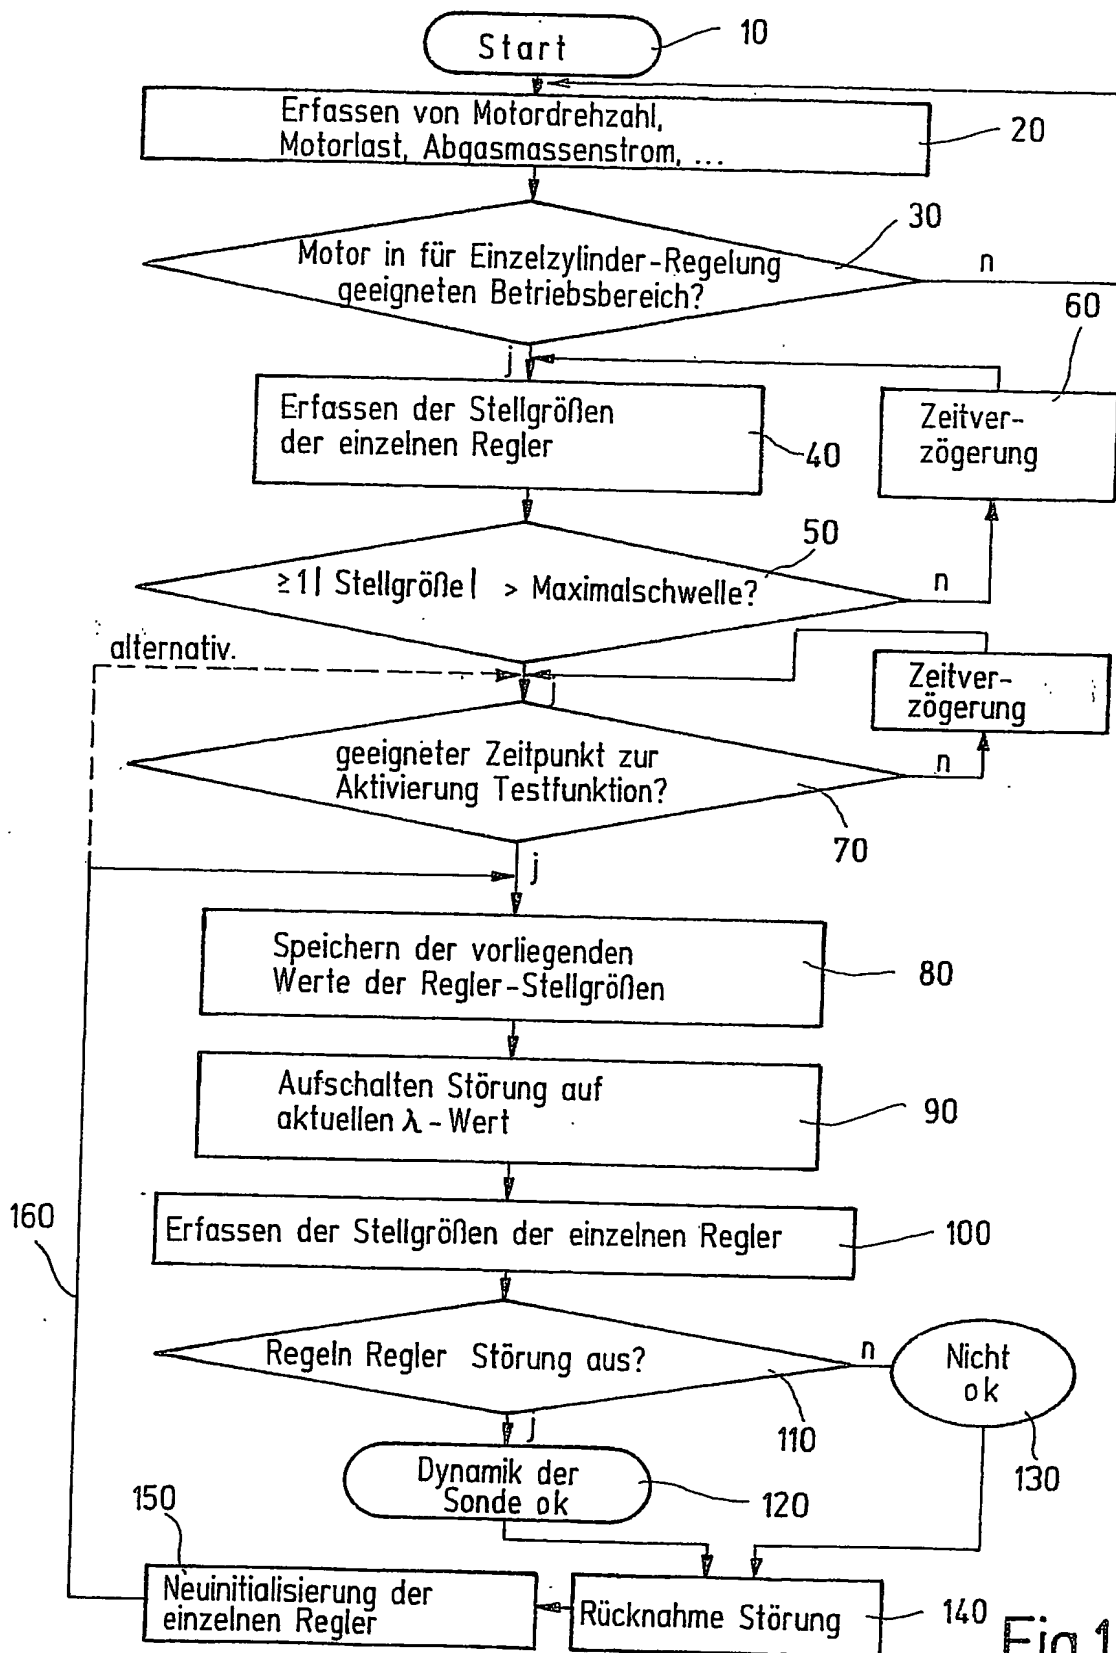 Start
10
Erfassen von Motordrehzahl,
Motorlast, Abgasmassenstrom, ...
20
30
Motor in für Einzelzylinder-Regelung
geeigneten Betriebsbereich?
n
60
j
Erfassen der Stellgrößen
der einzelnen Regler
40
Zeitver-
zögerung
50
≥1| Stellgröße| > Maximalschwelle?
n
alternativ.
j
Zeitver-
zögerung
geeigneter Zeitpunkt zur
Aktivierung Testfunktion?
n
70
j
Speichern der vorliegenden
Werte der Regler-Stellgrößen
80
Aufschalten Störung auf
aktuellen λ-Wert
90
160
Erfassen der Stellgrößen der einzelnen Regler
100
Regeln Regler Störung aus?
n
Nicht
ok
110
130
j
Dynamik der
Sonde ok
120
150
Neuinitialisierung der
einzelnen Regler
Rücknahme Störung
140
Fig.1